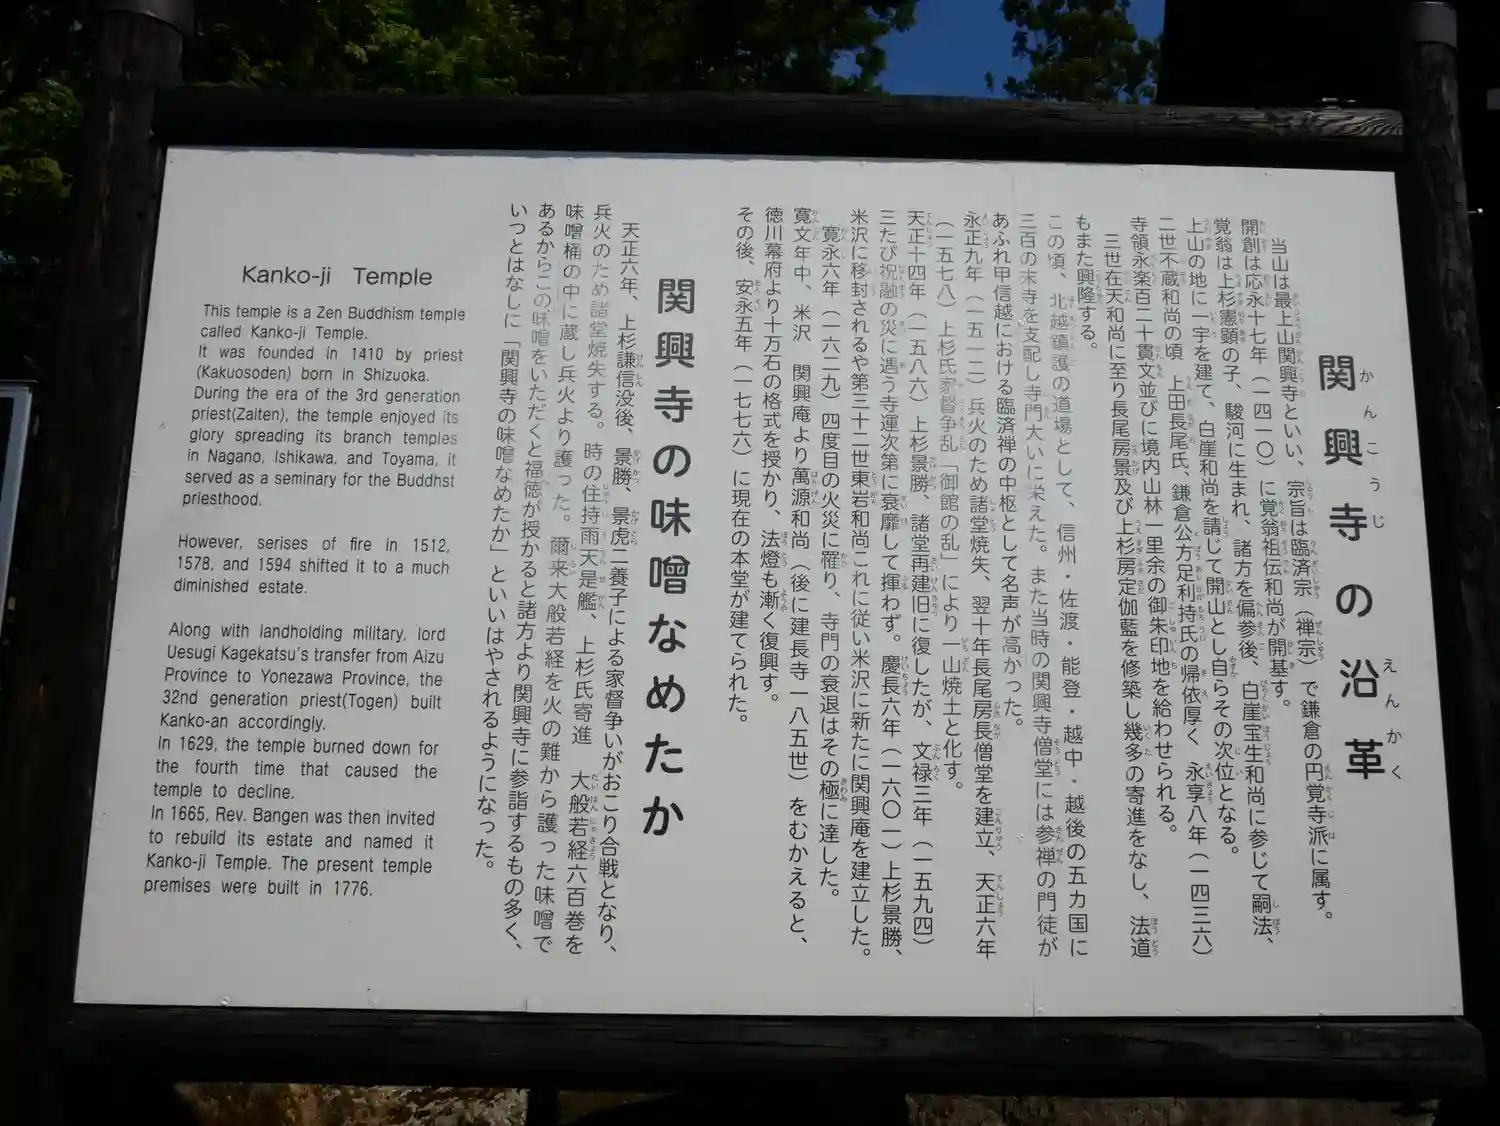 関興寺の沿革
かんこうじ えんかく
当山は最上山関興寺といい、宗旨は臨済宗（禅宗）で鎌倉の円覚寺派に属す。
開創は応永十七年（一四一〇）に覚翁祖伝和尚が開基す。
覚翁は上杉憲顕の子、駿河に生まれ、諸方を偏参後、白崖宝生和尚に参じて嗣法、
上山の地に一宇を建て、白崖和尚を請じて開山とし自らその次位となる。
二世不蔵和尚の頃 上田長尾氏、鎌倉公方足利持氏の帰依厚く 永享八年（一四三六）
寺領永楽百二十貫文並びに境内山林一里余の御朱印地を給わせられる。
三世在天和尚に至り長尾房景及び上杉房定伽藍を修築し幾多の寄進をなし、法道
もまた興隆する。
この頃、北越鎮護の道場として、信州・佐渡・能登・越中・越後の五カ国に
三百の末寺を支配し寺門大いに栄えた。また当時の関興寺僧堂には参禅の門徒が
あふれ甲信越における臨済禅の中枢として名声が高かった。
永正九年（一五一二）兵火のため諸堂焼失、翌十年長尾房長僧堂を建立、天正六年
（一五七八）上杉氏家督争乱「御館の乱」により一山焼土と化す。
天正十四年（一五八六）上杉景勝、諸堂再建旧に復したが、文禄三年（一五九四）
三たび祝融の災に遇う寺運次第に衰靡して揮わず。慶長六年（一六〇一）上杉景勝、
米沢に移封されるや第三十二世東岩和尚これに従い米沢に新たに関興庵を建立した。
寛永六年（一六二九）四度目の火災に罹り、寺門の衰退はその極に達した。
寛文年中、米沢 関興庵より萬源和尚（後に建長寺一八五世）をむかえると、
徳川幕府より十万石の格式を授かり、法燈も漸く復興す。
その後、安永五年（一七七六）に現在の本堂が建てられた。
関興寺の味噌なめたか
天正六年、上杉謙信没後、景勝、景虎二養子による家督争いがおこり合戦となり、
兵火のため諸堂焼失する。時の住持雨天是艦、上杉氏寄進 大般若経六百巻を
味噌桶の中に蔵し兵火より護った。爾来大般若経を火の難から護った味噌で
あるからこの味噌をいただくと福徳が授かると諸方より関興寺に参詣するもの多く、
いつとはなしに「関興寺の味噌なめたか」といいはやされるようになった。
Kanko-ji Temple
This temple is a Zen Buddhism temple
called Kanko-ji Temple.
It was founded in 1410 by priest
(Kakuosoden) born in Shizuoka.
During the era of the 3rd generation
priest(Zaiten), the temple enjoyed its
glory spreading its branch temples
in Nagano, Ishikawa, and Toyama, it
served as a seminary for the Buddhst
priesthood.
However, serises of fire in 1512,
1578, and 1594 shifted it to a much
diminished estate.
Along with landholding military, lord
Uesugi Kagekatsu's transfer from Aizu
Province to Yonezawa Province, the
32nd generation priest(Togen) built
Kanko-an accordingly.
In 1629, the temple burned down for
the fourth time that caused the
temple to decline.
In 1665, Rev. Bangen was then invited
to rebuild its estate and named it
Kanko-ji Temple. The present temple
premises were built in 1776.